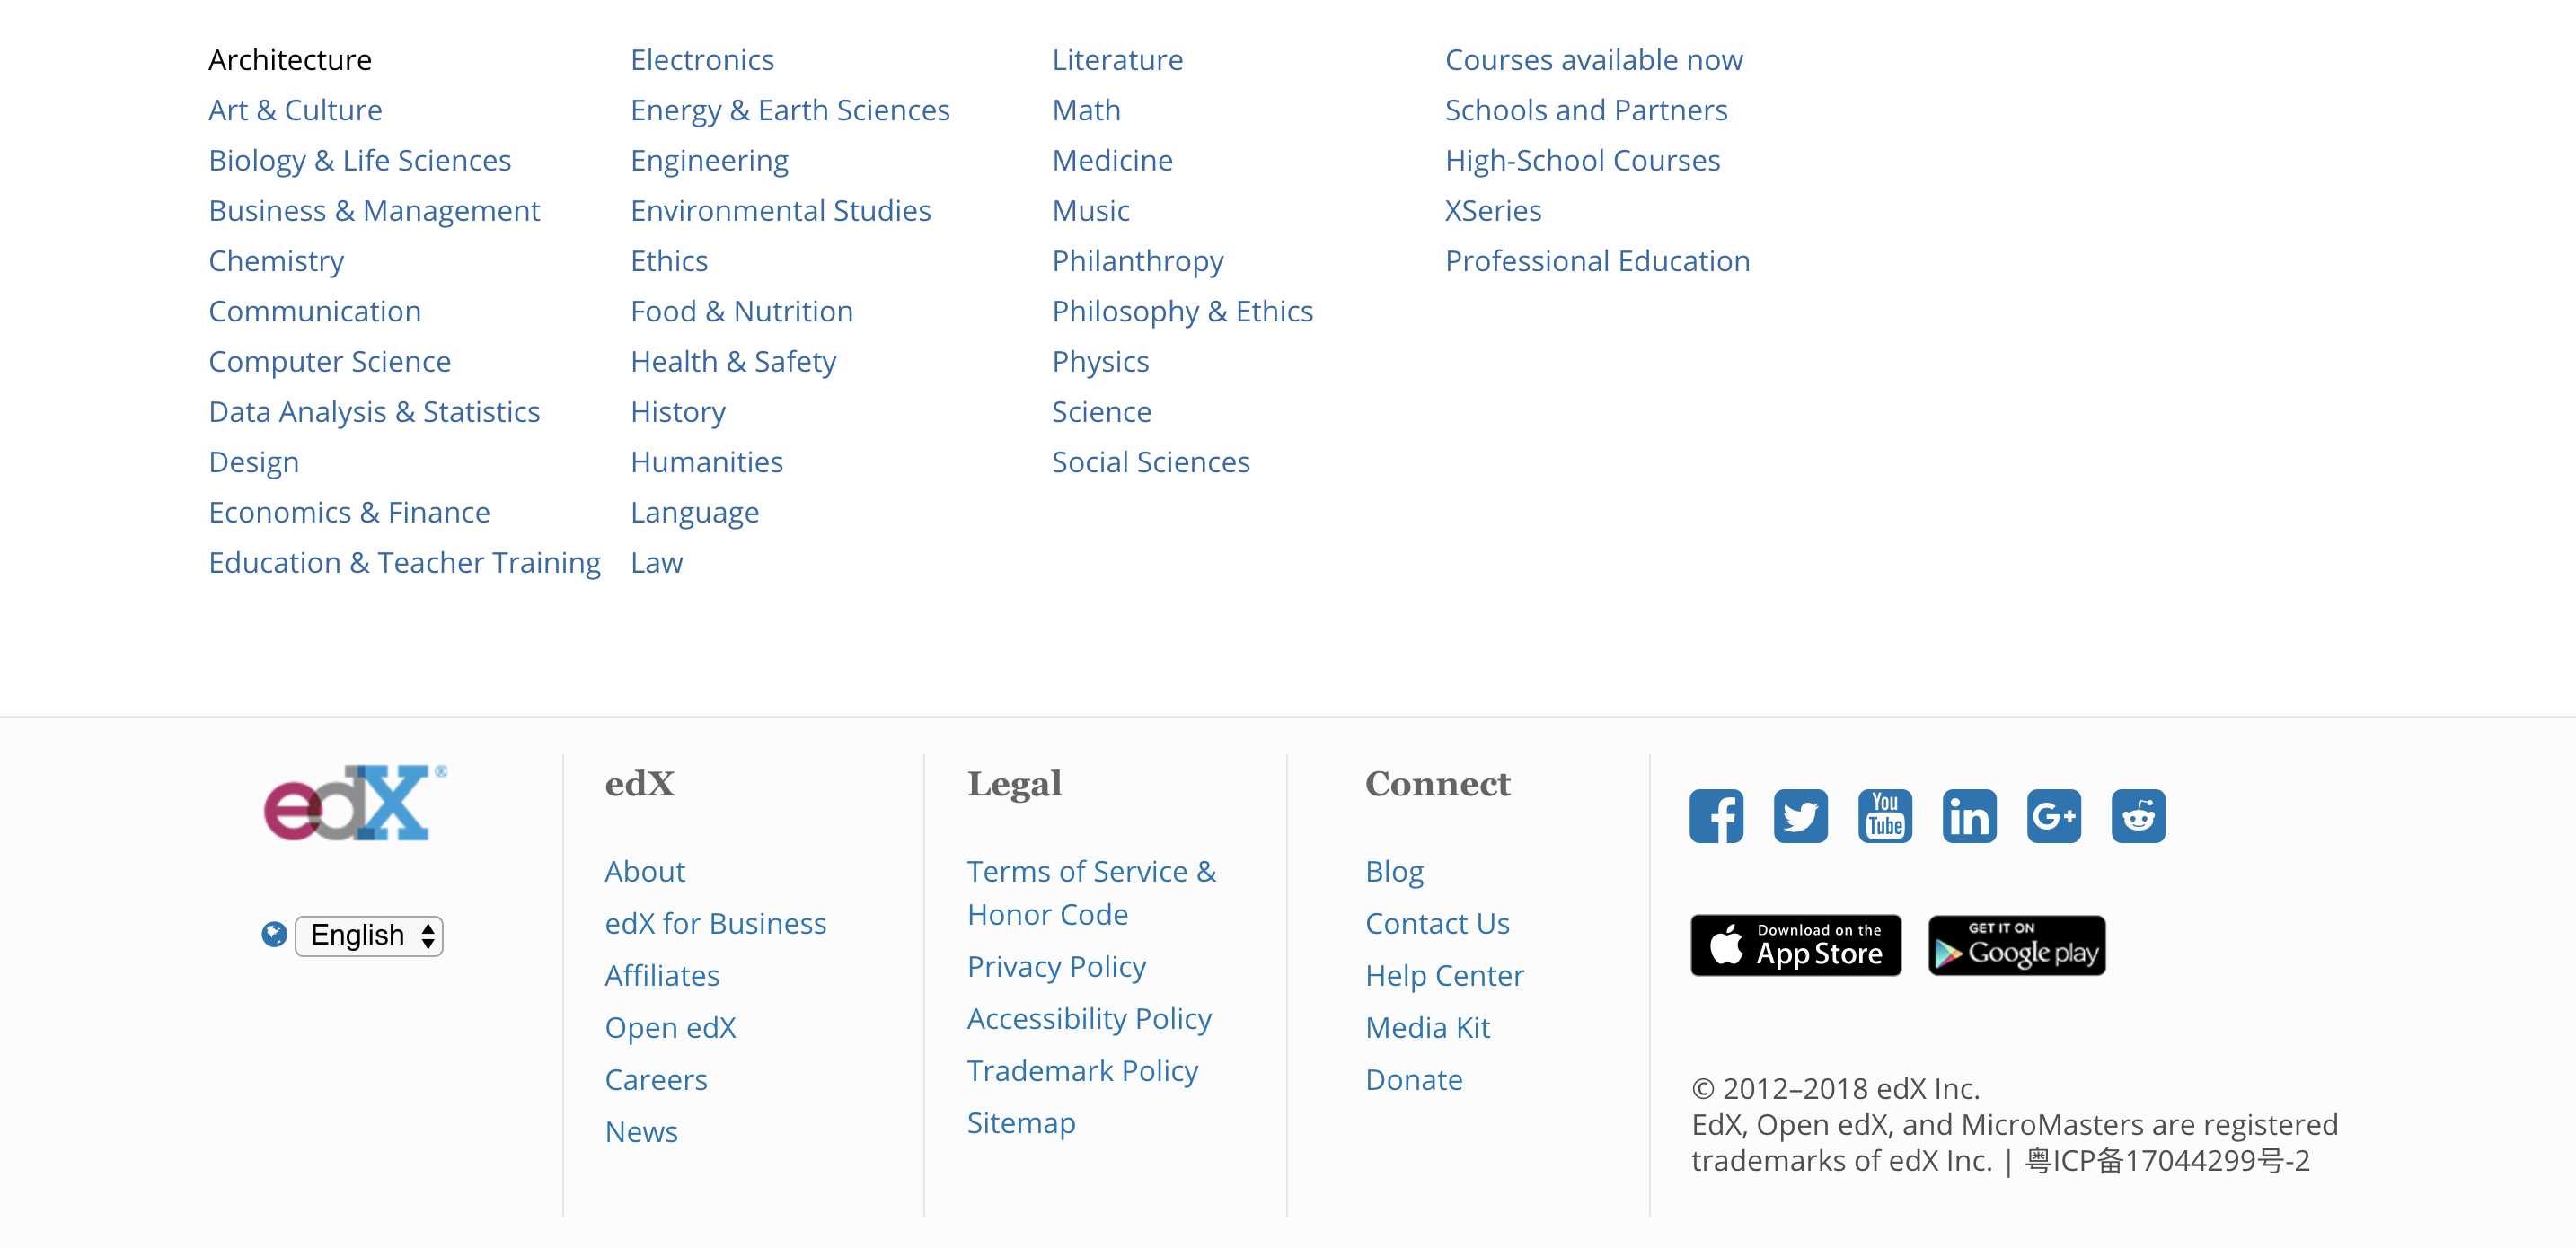 Architecture
Art & Culture
Biology & Life Sciences
Business & Management
Chemistry
Communication
Computer Science
Data Analysis & Statistics
Design
Economics & Finance
Education & Teacher Training
Electronics
Energy & Earth Sciences
Engineering
Environmental Studies
Ethics
Food & Nutrition
Health & Safety
History
Humanities
Language
Law
Literature
Math
Medicine
Music
Philanthropy
Philosophy & Ethics
Physics
Science
Social Sciences
Courses available now
Schools and Partners
High-School Courses
XSeries
Professional Education
edX®
English
edX
About
edX for Business
Affiliates
Open edX
Careers
News
Legal
Terms of Service &
Honor Code
Privacy Policy
Accessibility Policy
Trademark Policy
Sitemap
Connect
Blog
Contact Us
Help Center
Media Kit
Donate
f
You
Tube
in
G+
Download on the
App Store
GET IT ON
Google play
© 2012–2018 edX Inc.
EdX, Open edX, and MicroMasters are registered
trademarks of edX Inc. | 粤ICP备17044299号-2